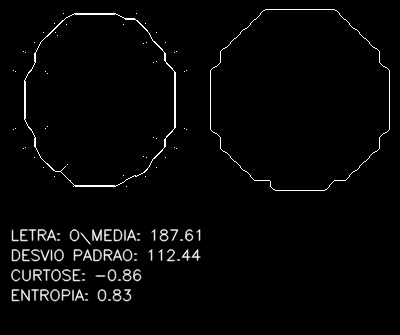 LETRA: O\MEDIA: 187.61
DESVIO PADRAO: 112.44
CURTOSE: -0.86
ENTROPIA: 0.83